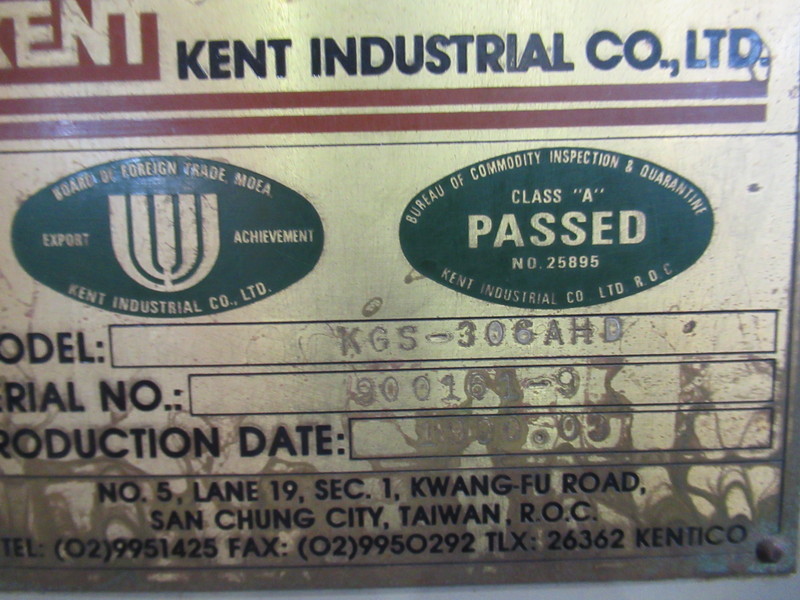 KENT
KENT INDUSTRIAL CO., LTD.
BOARD OF FOREIGN TRADE, MOEA.
EXPORT ACHIEVEMENT
KENT INDUSTRIAL CO., LTD.
BUREAU OF COMMODITY INSPECTION & QUARANTINE
CLASS "A"
PASSED
NO. 25895
KENT INDUSTRIAL CO. LTD R.O.C
ODEL: KGS-306AHD
ERIAL NO.:
RODUCTION DATE:
NO. 5, LANE 19, SEC. 1, KWANG-FU ROAD,
SAN CHUNG CITY, TAIWAN, R.O.C.
TEL: (02)9951425 FAX: (02)9950292 TLX: 26362 KENTICO